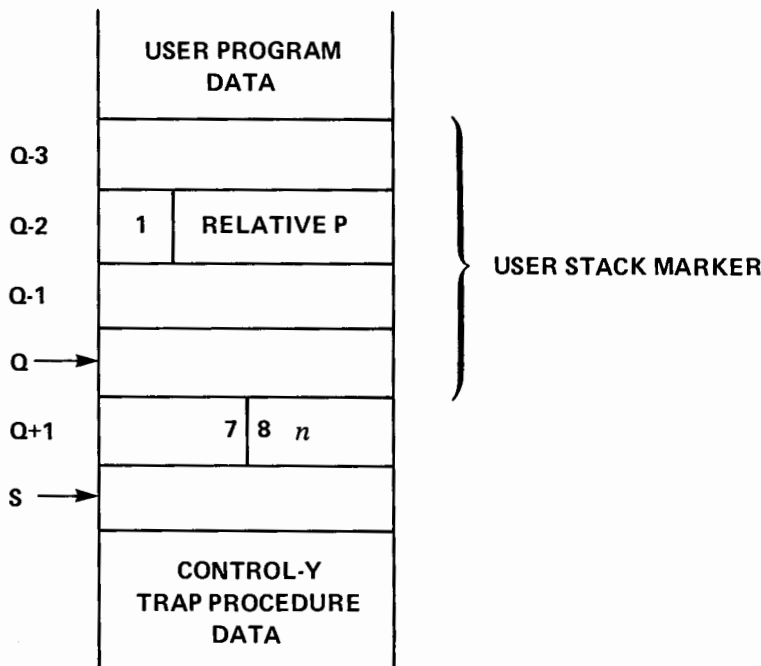 USER PROGRAM
DATA
Q-3
Q-2 1 RELATIVE P
USER STACK MARKER
Q-1
Q
Q+1 7 8 n
S
CONTROL-Y
TRAP PROCEDURE
DATA